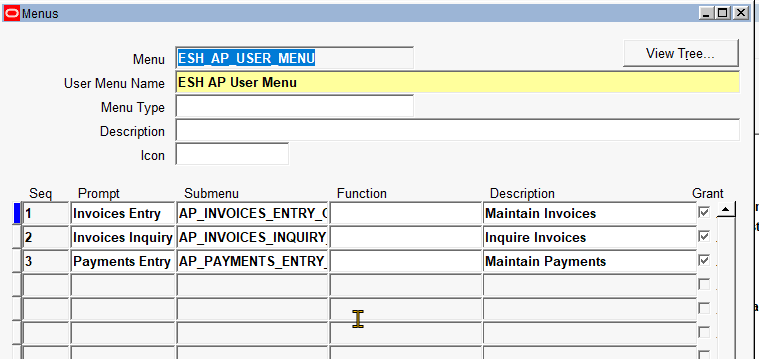 Menus
Menu ESH_AP_USER_MENU View Tree...
User Menu Name ESH AP User Menu
Menu Type
Description
Icon
Seq Prompt Submenu Function Description Grant
1 Invoices Entry AP_INVOICES_ENTRY_ Maintain Invoices
2 Invoices Inquiry AP_INVOICES_INQUIRY_ Inquire Invoices
3 Payments Entry AP_PAYMENTS_ENTRY_ Maintain Payments